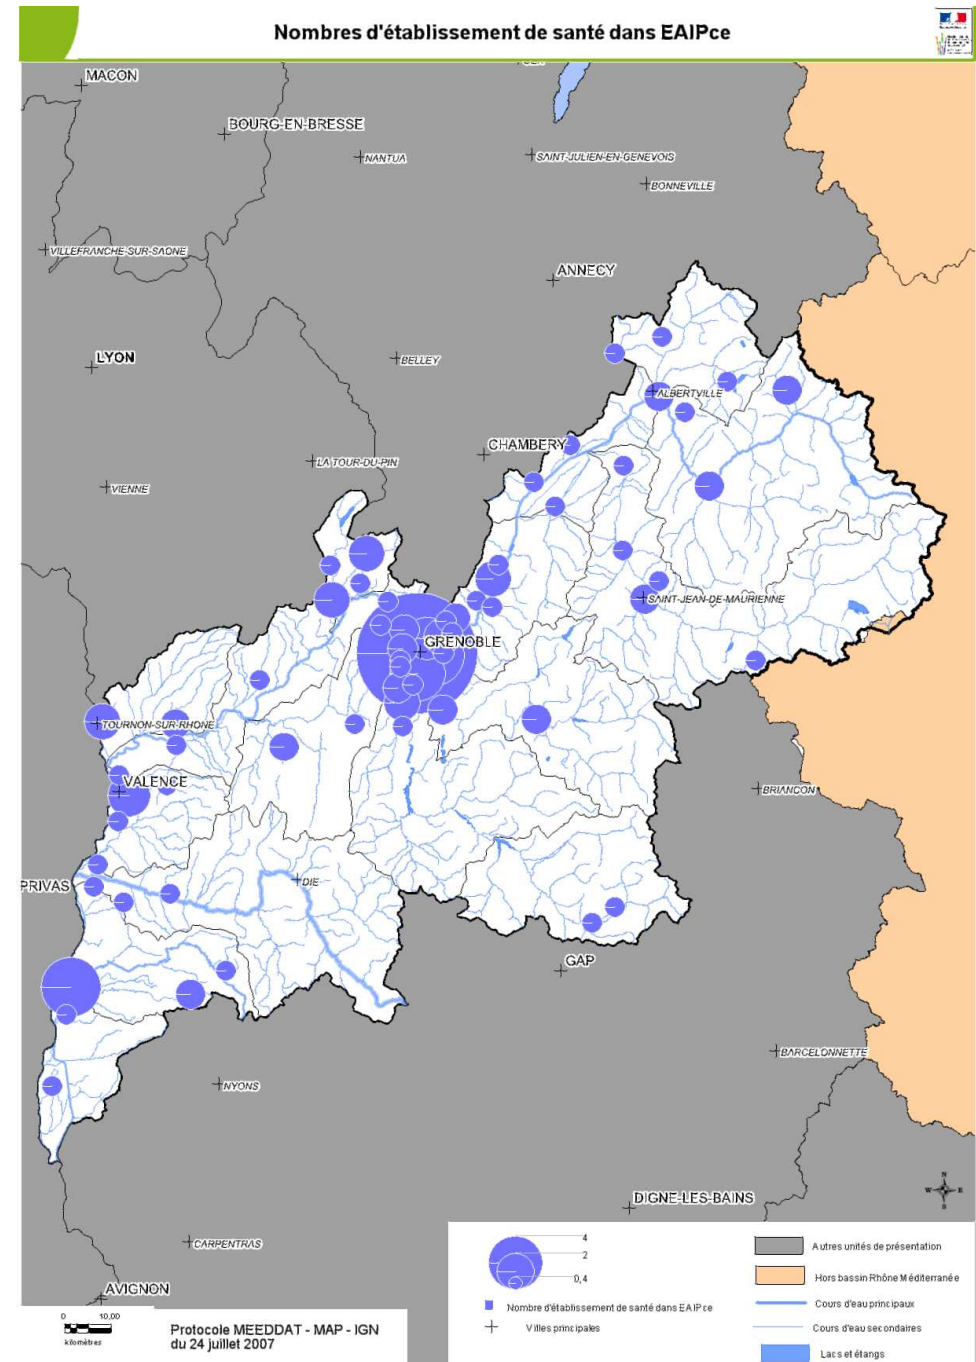 Nombres d'établissement de santé dans EAIPce
MACON
BOURG-EN-BRESSE
NANTUA
SAINT-JULIEN-EN-GENEVOIS
BONNEVILLE
VILLEFRANCHE-SUR-SAONE
ANNECY
LYON
BELLEY
ALBERTVILLE
CHAMBERY
LA TOUR-DU-PIN
VIENNE
SAINT-JEAN-DE-MAURIENNE
GRENOBLE
TOURNON-SUR-RHONE
VALENCE
BRIANÇON
PRIVAS
DIE
GAP
BARCELONNETTE
NYONS
DIGNE-LES-BAINS
CARPENTRAS
AVIGNON
N
W E
S
0 10,00
kilomètres
Protocole MEEDDAT - MAP - IGN
du 24 juillet 2007
4
2
0,4
Nombre d'établissement de santé dans EAIPce
Villes principales
Autres unités de présentation
Hors bassin Rhône Méditerranée
Cours d'eau principaux
Cours d'eau secondaires
Lacs et étangs